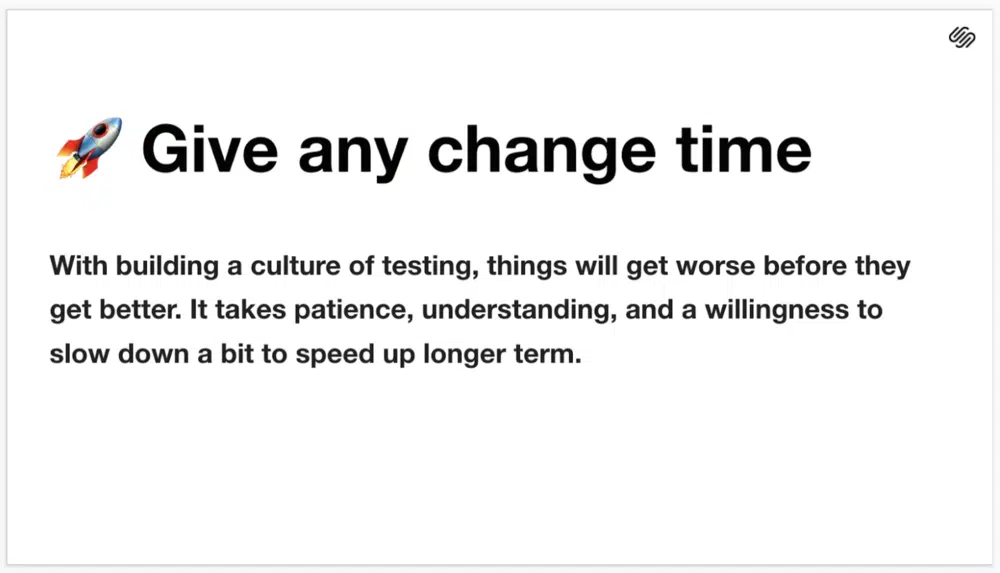 🚀 Give any change time
With building a culture of testing, things will get worse before they
get better. It takes patience, understanding, and a willingness to
slow down a bit to speed up longer term.